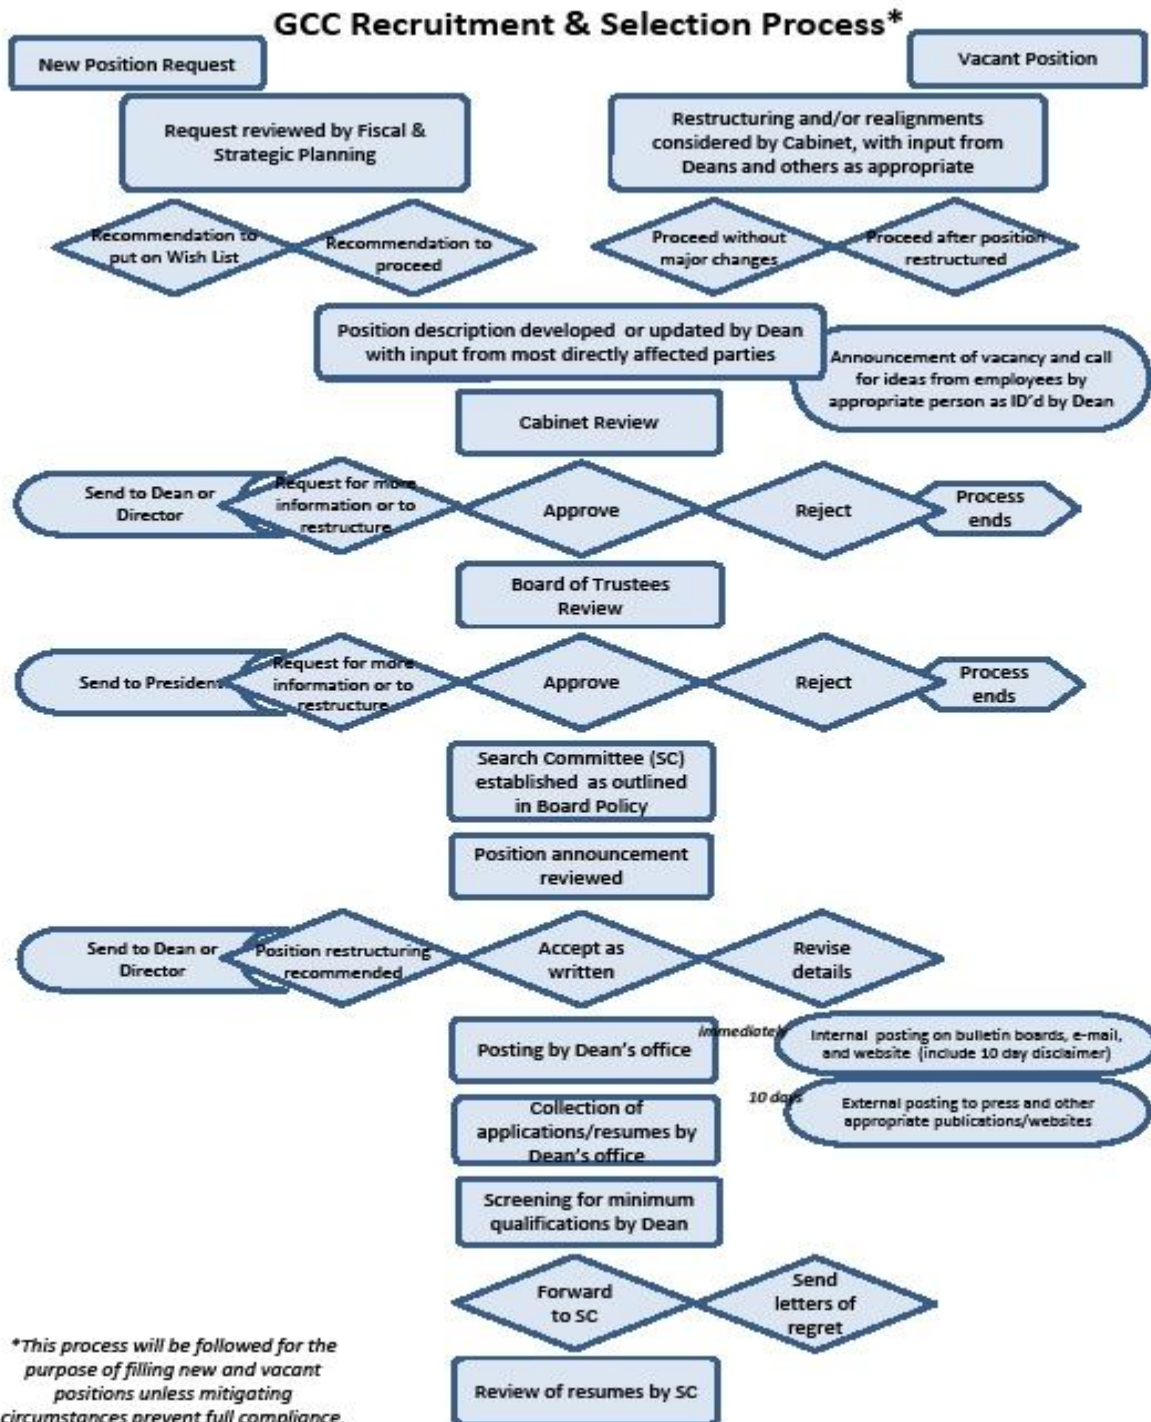 GCC Recruitment & Selection Process*
New Position Request
Vacant Position
Request reviewed by Fiscal &
Strategic Planning
Restructuring and/or realignments
considered by Cabinet, with input from
Deans and others as appropriate
Recommendation to
put on Wish List
Recommendation to
proceed
Proceed without
major changes
Proceed after position
restructured
Position description developed or updated by Dean
with input from most directly affected parties
Announcement of vacancy and call
for ideas from employees by
appropriate person as ID'd by Dean
Cabinet Review
Send to Dean or
Director
Request for more
information or to
restructure
Approve
Reject
Process
ends
Board of Trustees
Review
Send to President
Request for more
information or to
restructure
Approve
Reject
Process
ends
Search Committee (SC)
established as outlined
in Board Policy
Position announcement
reviewed
Send to Dean or
Director
Position restructuring
recommended
Accept as
written
Revise
details
Posting by Dean's office
Immediately
Internal posting on bulletin boards, e-mail,
and website (include 10 day disclaimer)
10 days
External posting to press and other
appropriate publications/websites
Collection of
applications/resumes by
Dean's office
Screening for minimum
qualifications by Dean
Forward
to SC
Send
letters of
regret
Review of resumes by SC
*This process will be followed for the
purpose of filling new and vacant
positions unless mitigating
circumstances prevent full compliance